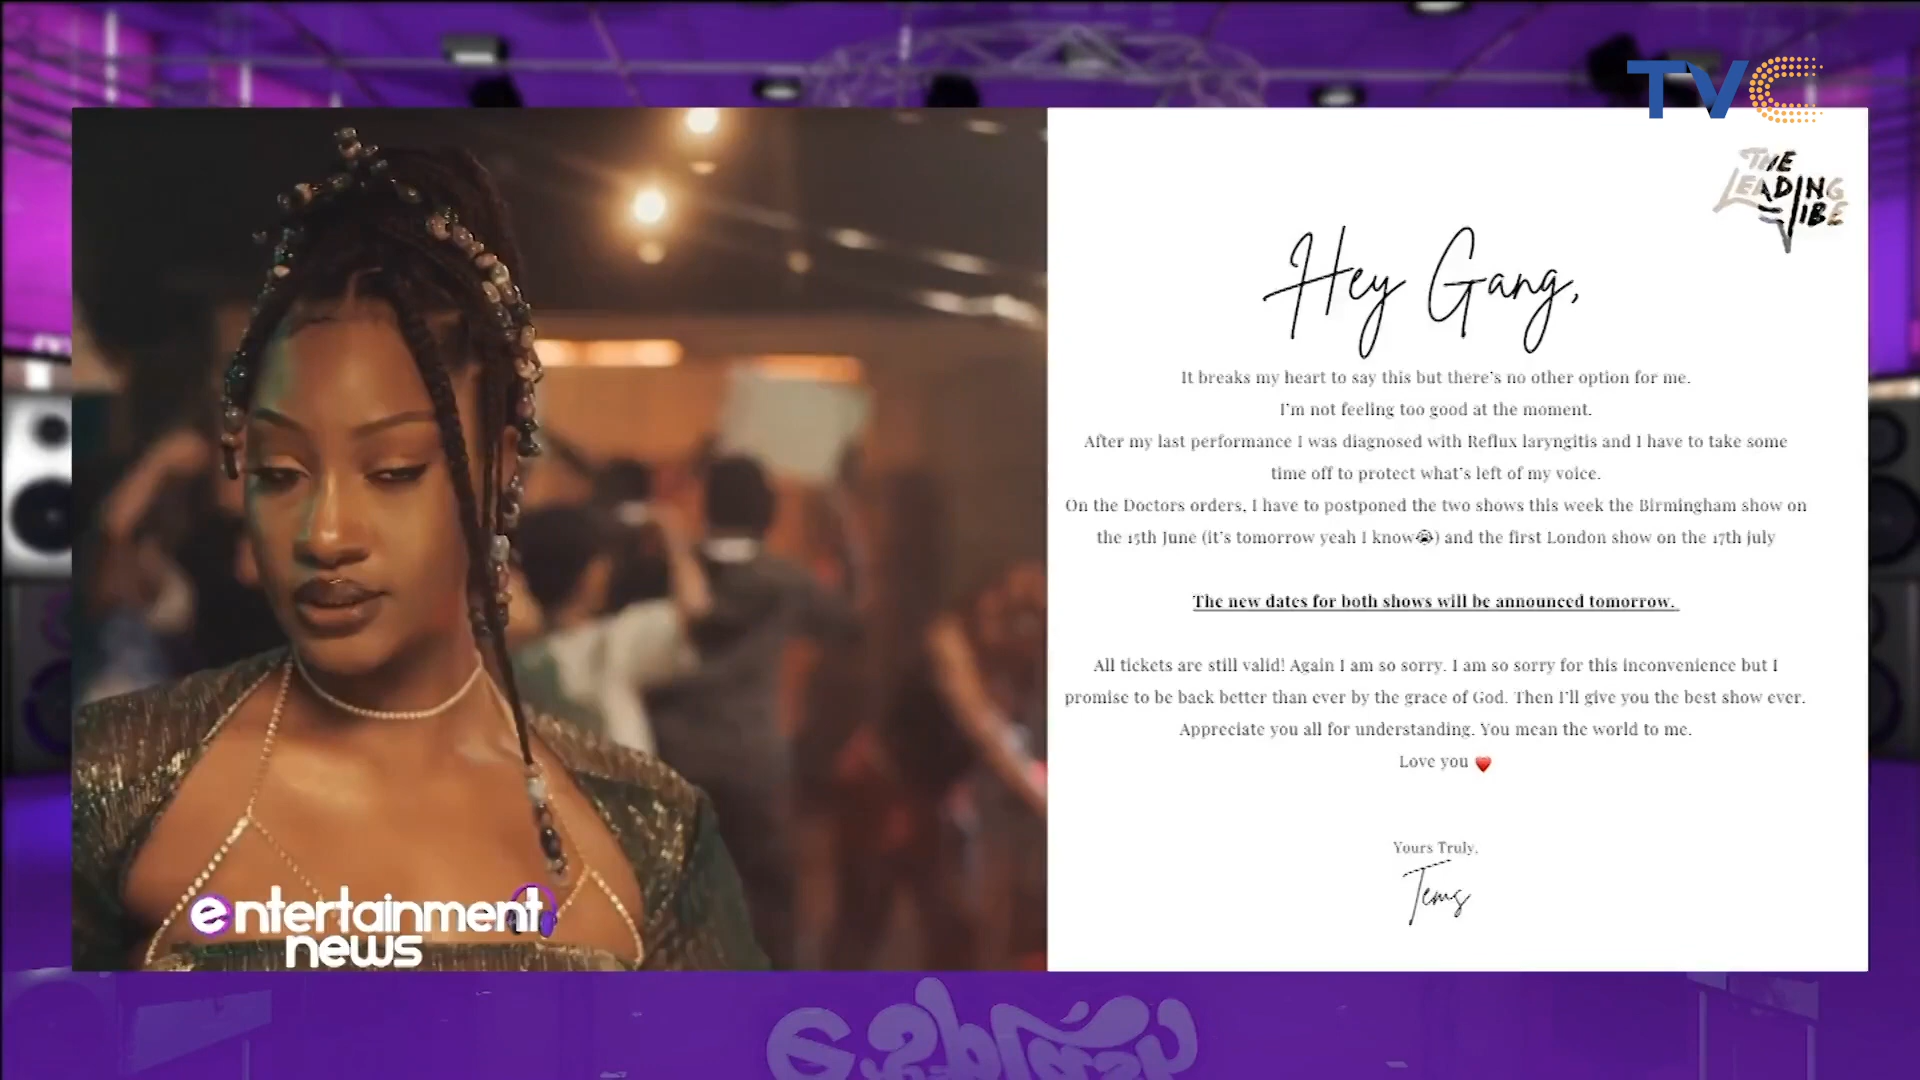 TVC
THE
LEADING
VIBE
Hey Gang,
It breaks my heart to say this but there's no other option for me.
I'm not feeling too good at the moment.
After my last performance I was diagnosed with Reflux laryngitis and I have to take some
time off to protect what's left of my voice.
On the Doctors orders, I have to postponed the two shows this week the Birmingham show on
the 15th June (it's tomorrow yeah I know😭) and the first London show on the 17th july
The new dates for both shows will be announced tomorrow.
All tickets are still valid! Again I am so sorry. I am so sorry for this inconvenience but I
promise to be back better than ever by the grace of God. Then I'll give you the best show ever.
Appreciate you all for understanding. You mean the world to me.
Love you ❤️
Yours Truly,
Tems
entertainment
news